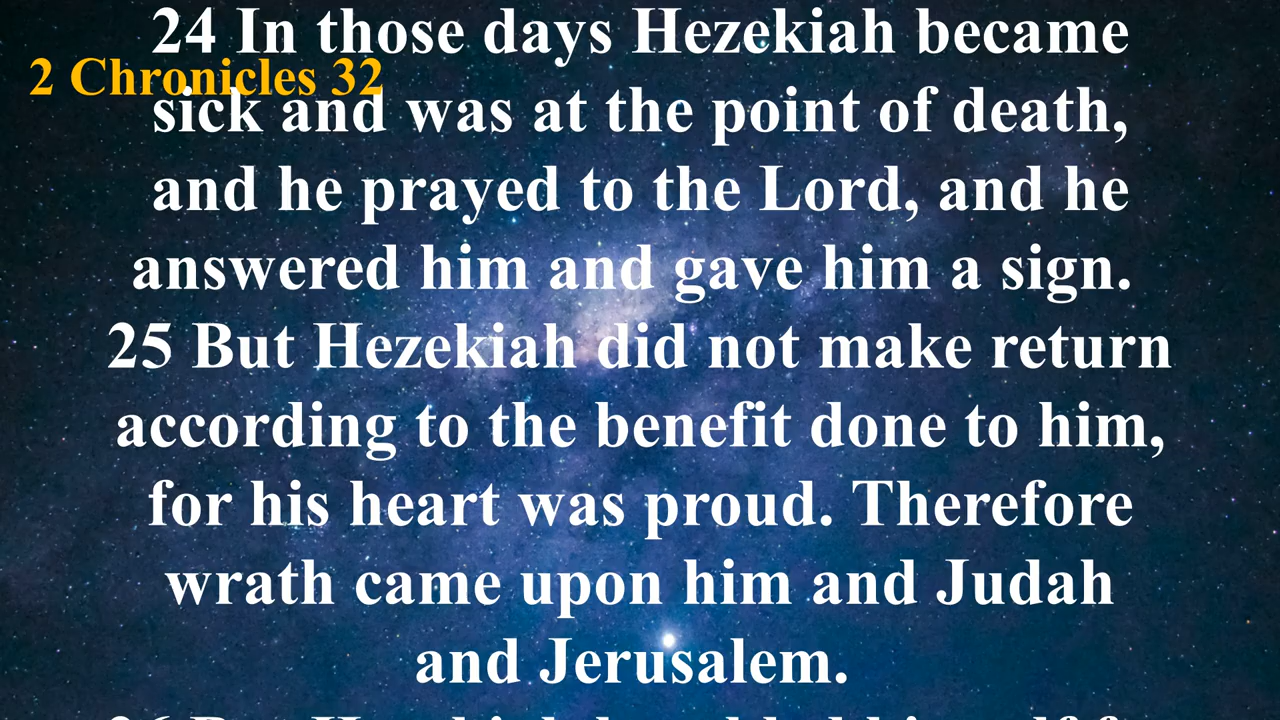 24 In those days Hezekiah became
2 Chronicles 32
sick and was at the point of death,
and he prayed to the Lord, and he
answered him and gave him a sign.
25 But Hezekiah did not make return
according to the benefit done to him,
for his heart was proud. Therefore
wrath came upon him and Judah
and Jerusalem.